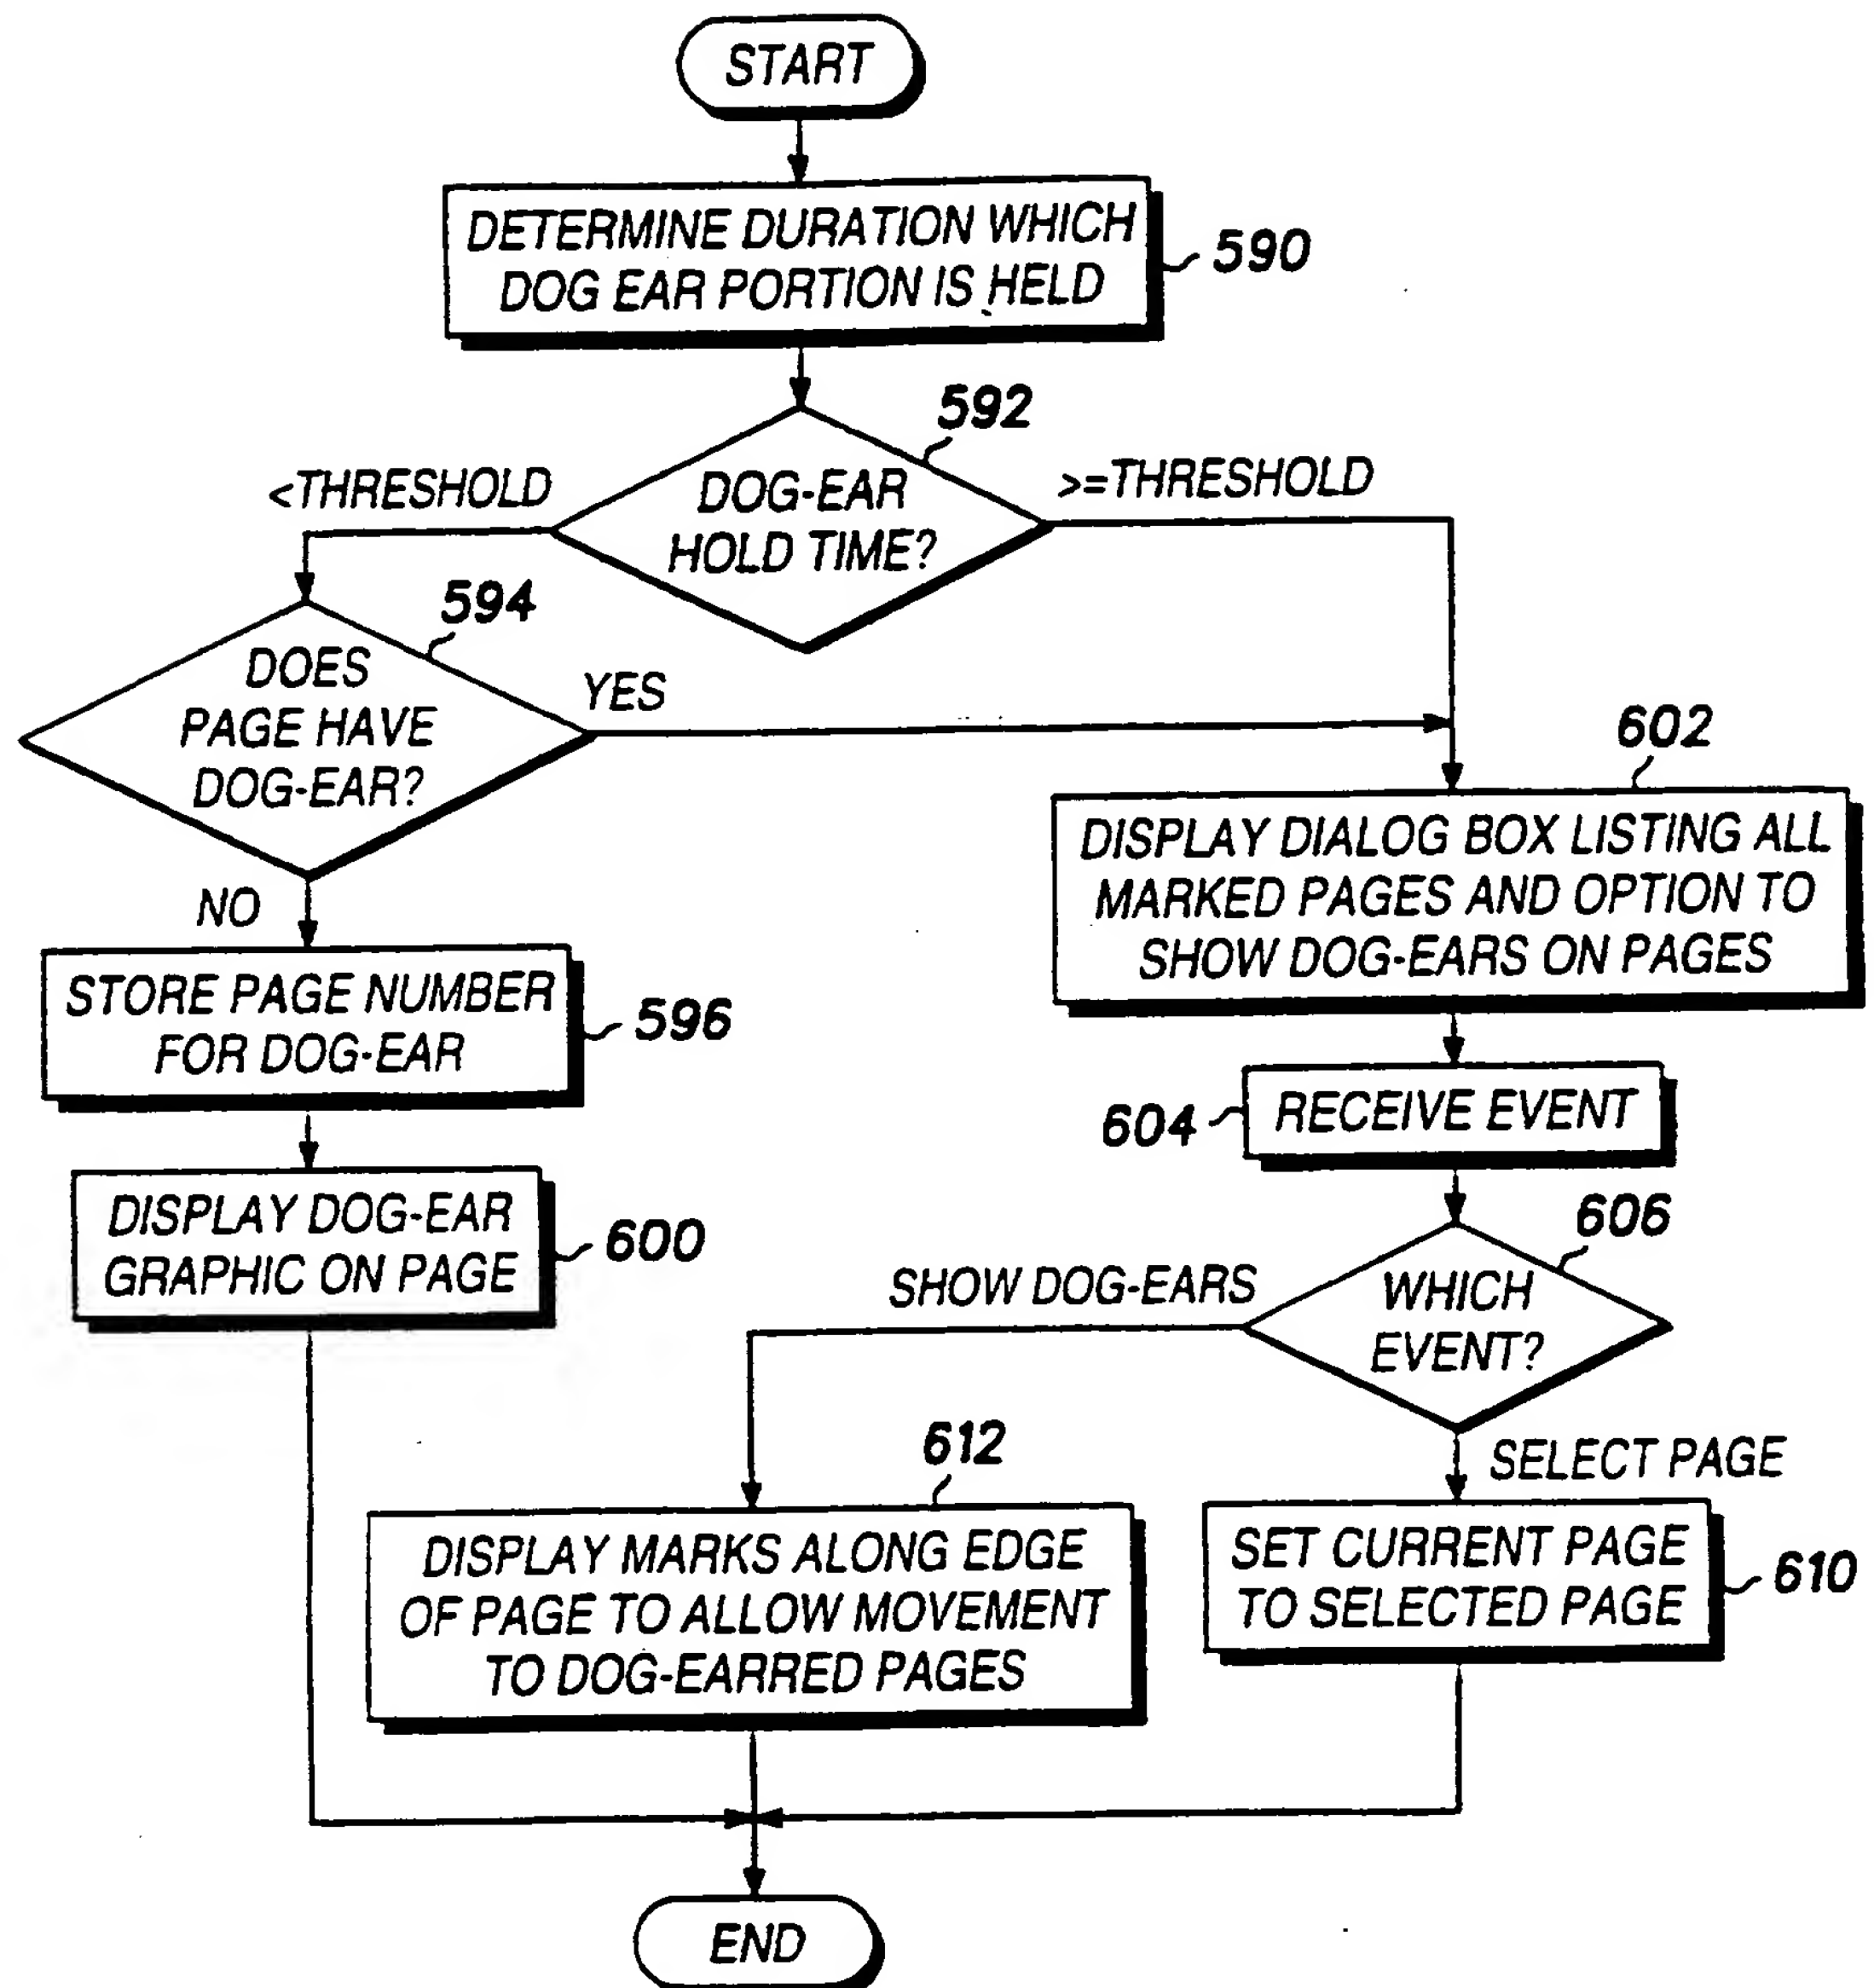 START
DETERMINE DURATION WHICH
DOG EAR PORTION IS HELD
590
592
<THRESHOLD
DOG-EAR
HOLD TIME?
>=THRESHOLD
594
DOES
PAGE HAVE
DOG-EAR?
YES
NO
602
DISPLAY DIALOG BOX LISTING ALL
MARKED PAGES AND OPTION TO
SHOW DOG-EARS ON PAGES
STORE PAGE NUMBER
FOR DOG-EAR
596
604
RECEIVE EVENT
DISPLAY DOG-EAR
GRAPHIC ON PAGE
600
606
SHOW DOG-EARS
WHICH
EVENT?
SELECT PAGE
612
DISPLAY MARKS ALONG EDGE
OF PAGE TO ALLOW MOVEMENT
TO DOG-EARRED PAGES
SET CURRENT PAGE
TO SELECTED PAGE
610
END